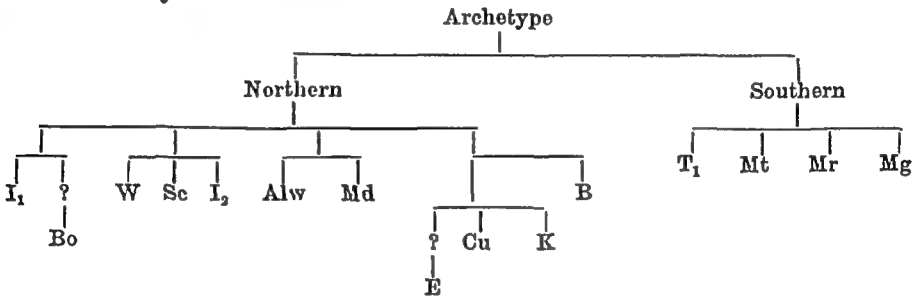 Archetype
Northern Southern
I₁ ? W Sc I₂ Alw Md B T₁ Mt Mr Mg
Bo ? Cu K
E